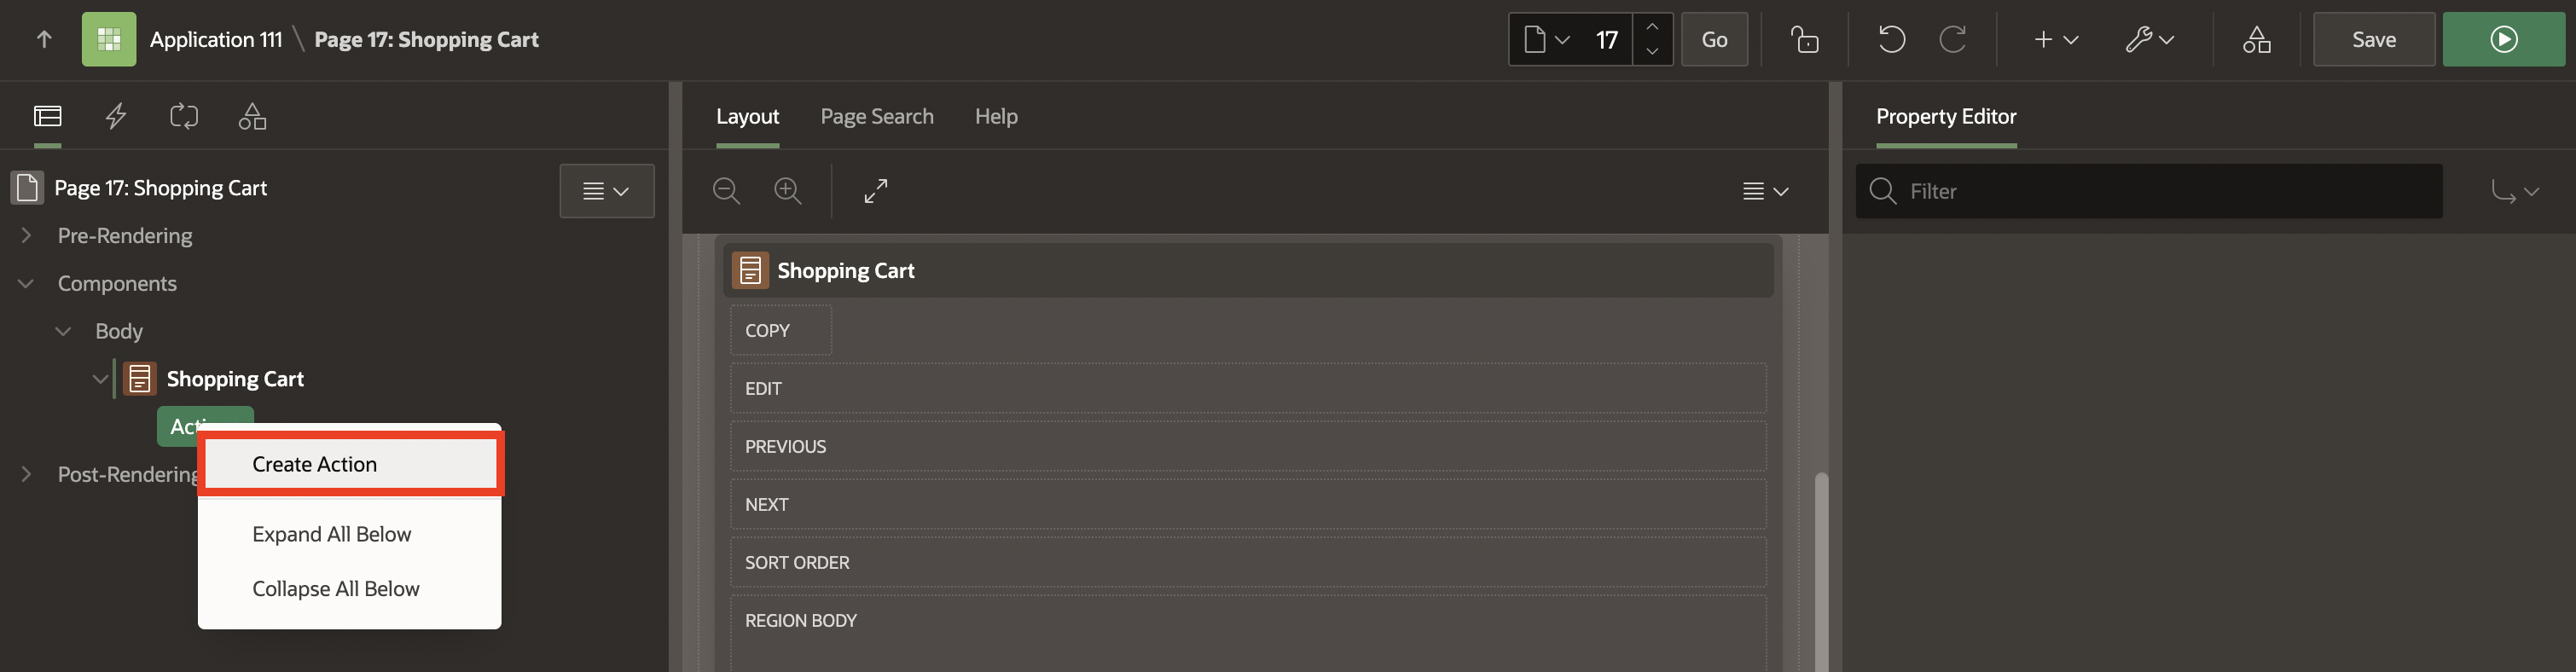 Application 111 \ Page 17: Shopping Cart
17
Go
Save
Layout
Page Search
Help
Property Editor
Page 17: Shopping Cart
Filter
Pre-Rendering
Components
Body
Shopping Cart
Post-Rendering
Create Action
Expand All Below
Collapse All Below
Shopping Cart
COPY
EDIT
PREVIOUS
NEXT
SORT ORDER
REGION BODY